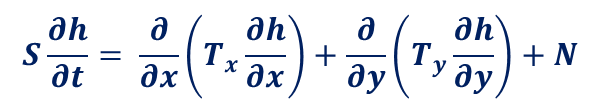 S ∂h/∂t = ∂/∂x (Tₓ ∂h/∂x) + ∂/∂y (T_y ∂h/∂y) + N